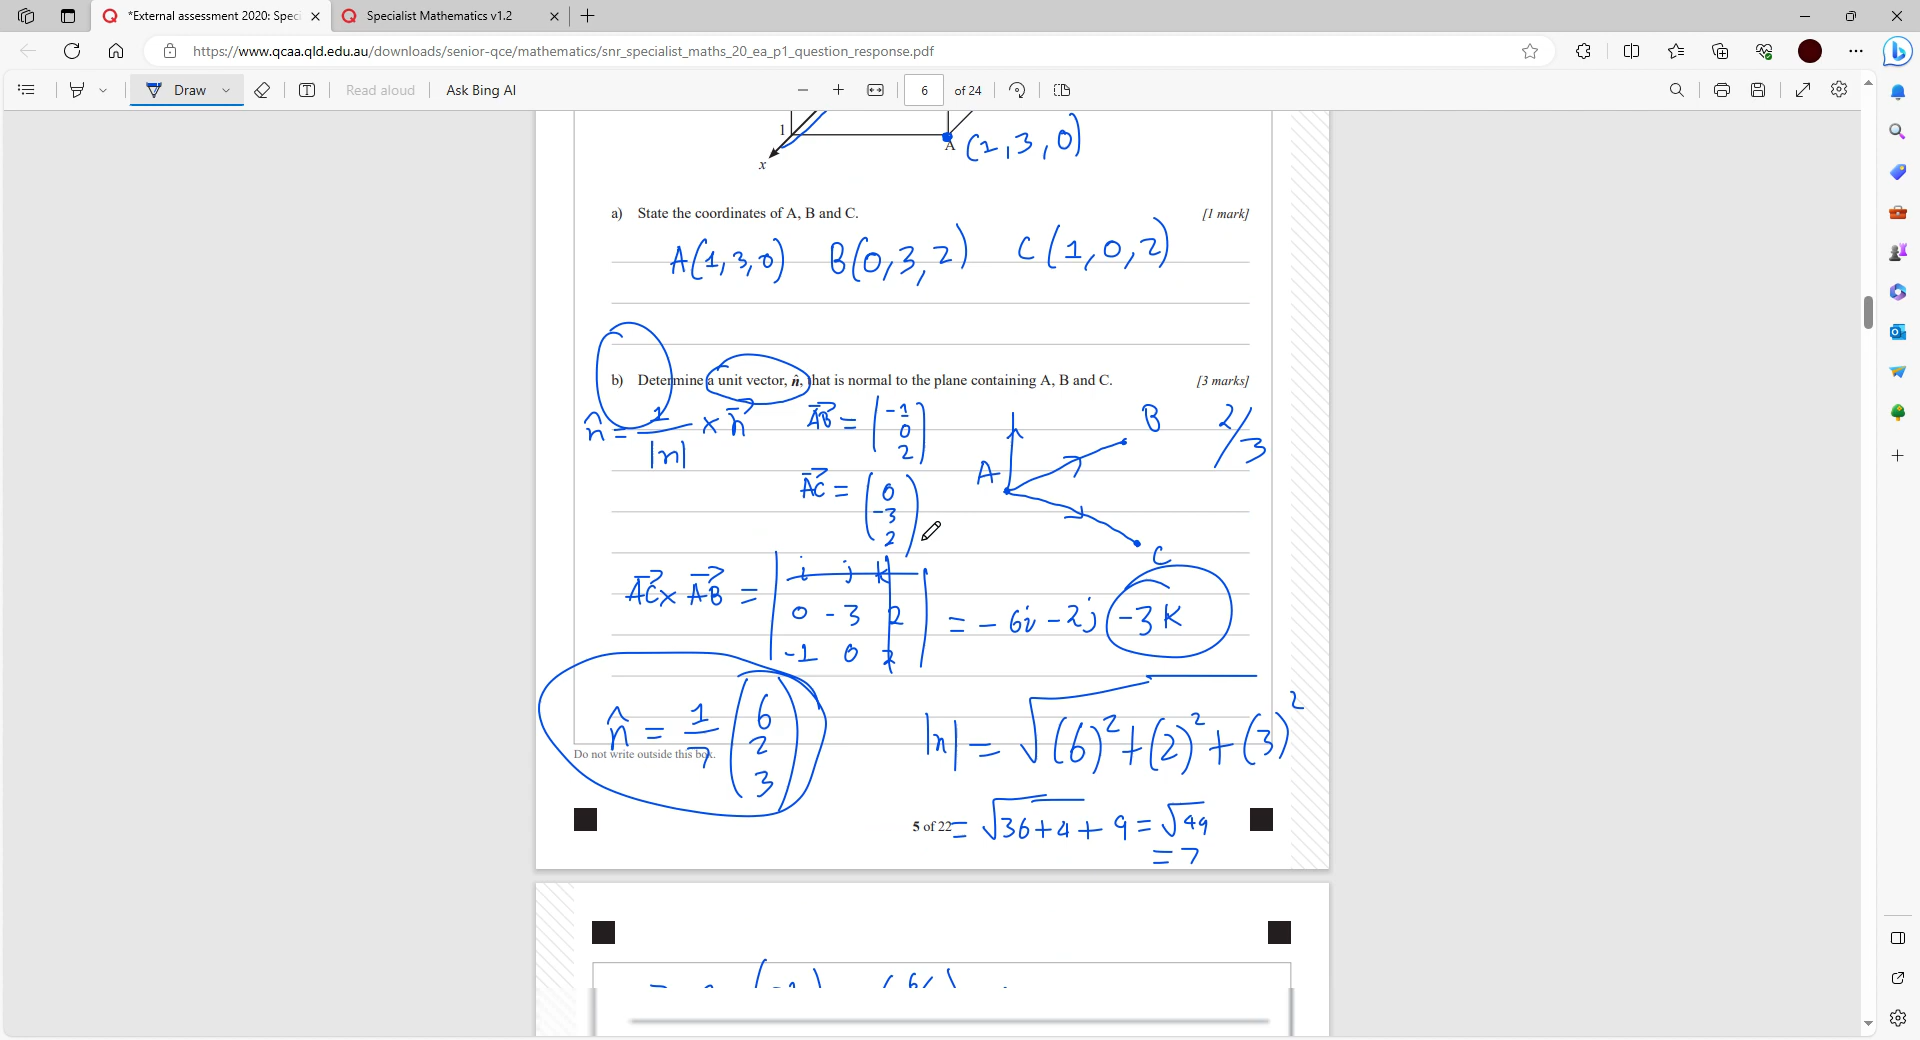 *External assessment 2020: Speci
Specialist Mathematics v1.2
https://www.qcaa.qld.edu.au/downloads/senior-qce/mathematics/snr_specialist_maths_20_ea_p1_question_response.pdf
Draw
Read aloud
Ask Bing AI
6 of 24
1
x
A (1, 3, 0)
a) State the coordinates of A, B and C. [1 mark]
A(1, 3, 0) B(0, 3, 2) C(1, 0, 2)
b) Determine a unit vector, n̂, that is normal to the plane containing A, B and C. [3 marks]
n̂ = 1/|n| × n⃗
AB⃗ = (-1 0 2)
B
2/3
A
AC⃗ = (0 -3 2)
C
AC⃗ × AB⃗ = | i j k
0 -3 2
-1 0 2 | = -6i -2j -3k
n̂ = 1/7 (6 2 3)
|n| = √(6)² + (2)² + (3)²
Do not write outside this box.
= √36+4+9 = √49
= 7
5 of 22